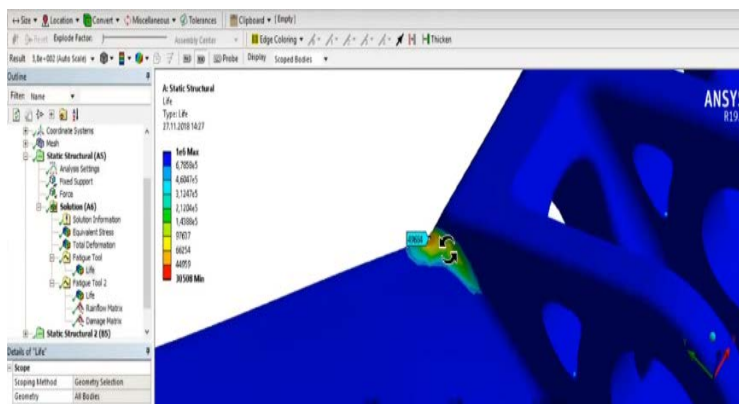 Size Location Convert Miscellaneous Tolerances Clipboard [Empty]
Reset Explode Factor: Assembly Center Edge Coloring Thicken
Result 3,8e+002 (Auto Scale) Probe Display Scoped Bodies
Outline
Filter: Name
Coordinate Systems
Mesh
Static Structural (A5)
Analysis Settings
Fixed Support
Force
Solution (A6)
Solution Information
Equivalent Stress
Total Deformation
Fatigue Tool
Life
Fatigue Tool 2
Life
Rainflow Matrix
Damage Matrix
Static Structural 2 (B5)
Details of "Life"
Scope
Scoping Method Geometry Selection
Geometry All Bodies
A: Static Structural
Life
Type: Life
27.11.2018 14:27
1e6 Max
6,7859e5
4,6047e5
3,1247e5
2,1204e5
1,4388e5
97637
66254
44959
30508 Min
ANSYS
R19